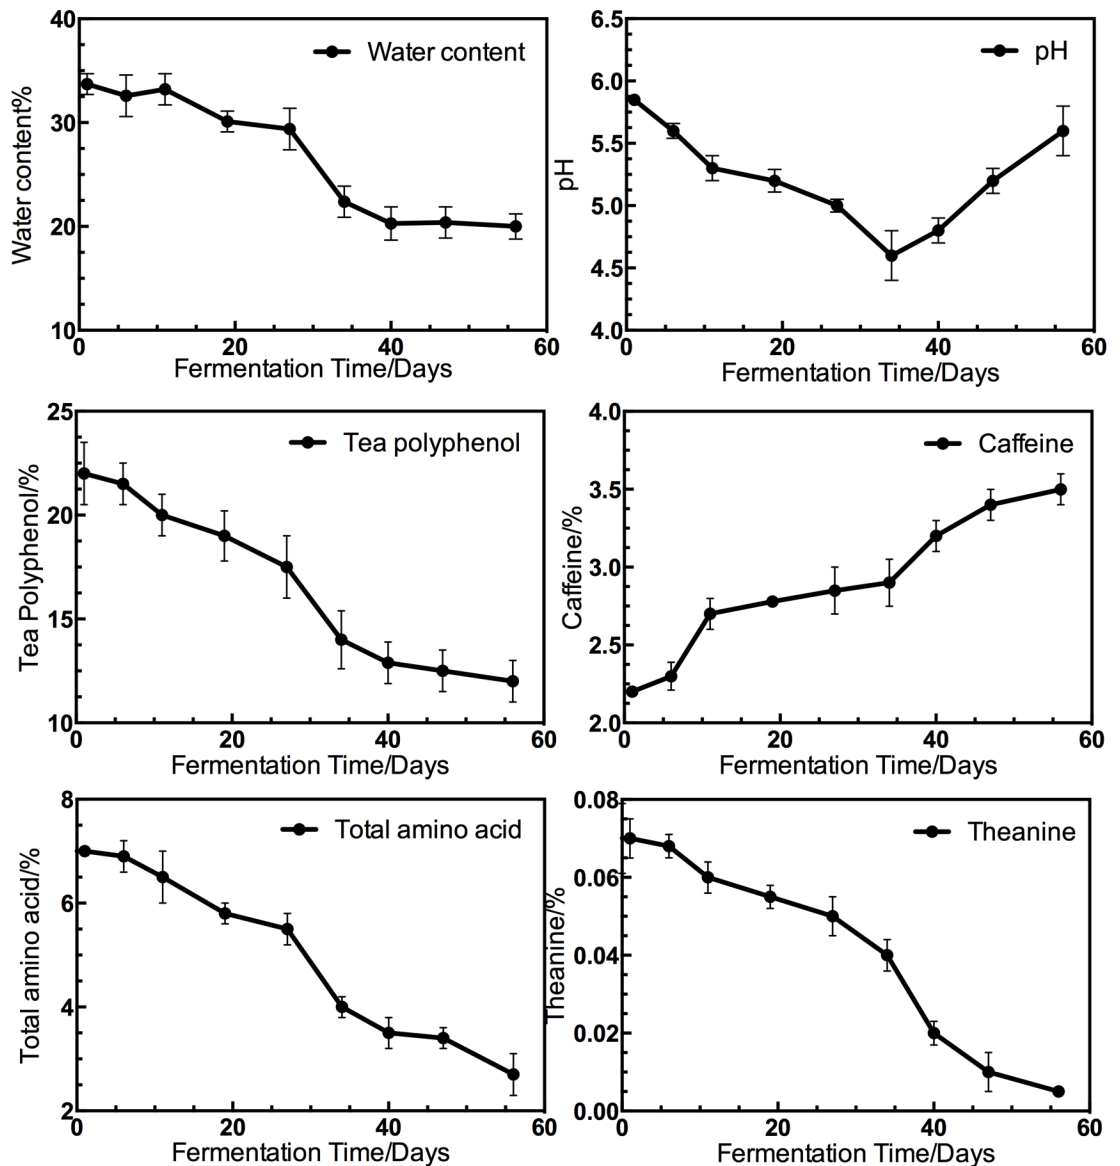 Water content
Water content%
40
30
20
10
0
20
40
60
Fermentation Time/Days
pH
pH
6.5
6.0
5.5
5.0
4.5
4.0
0
20
40
60
Fermentation Time/Days
Tea polyphenol
Tea Polyphenol/%
25
20
15
10
0
20
40
60
Fermentation Time/Days
Caffeine
Caffeine/%
4.0
3.5
3.0
2.5
2.0
0
20
40
60
Fermentation Time/Days
Total amino acid
Total amino acid/%
8
6
4
2
0
20
40
60
Fermentation Time/Days
Theanine
Theanine/%
0.08
0.06
0.04
0.02
0.00
0
20
40
60
Fermentation Time/Days